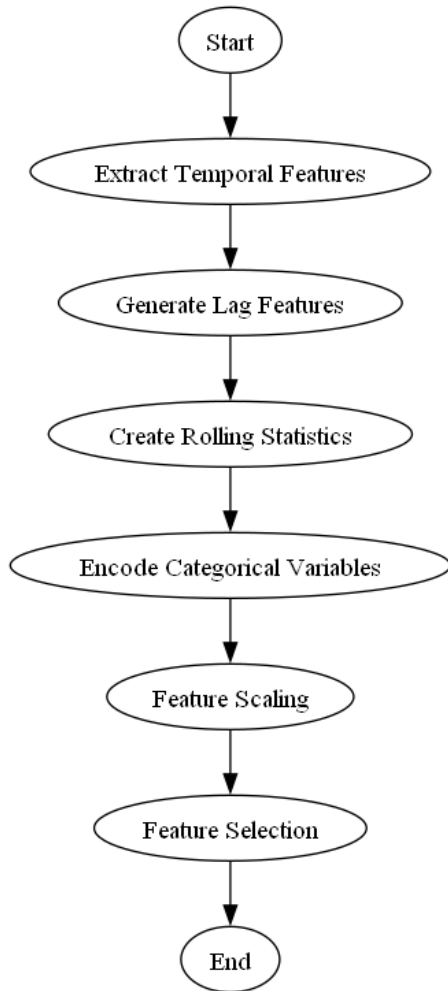 Start
Extract Temporal Features
Generate Lag Features
Create Rolling Statistics
Encode Categorical Variables
Feature Scaling
Feature Selection
End